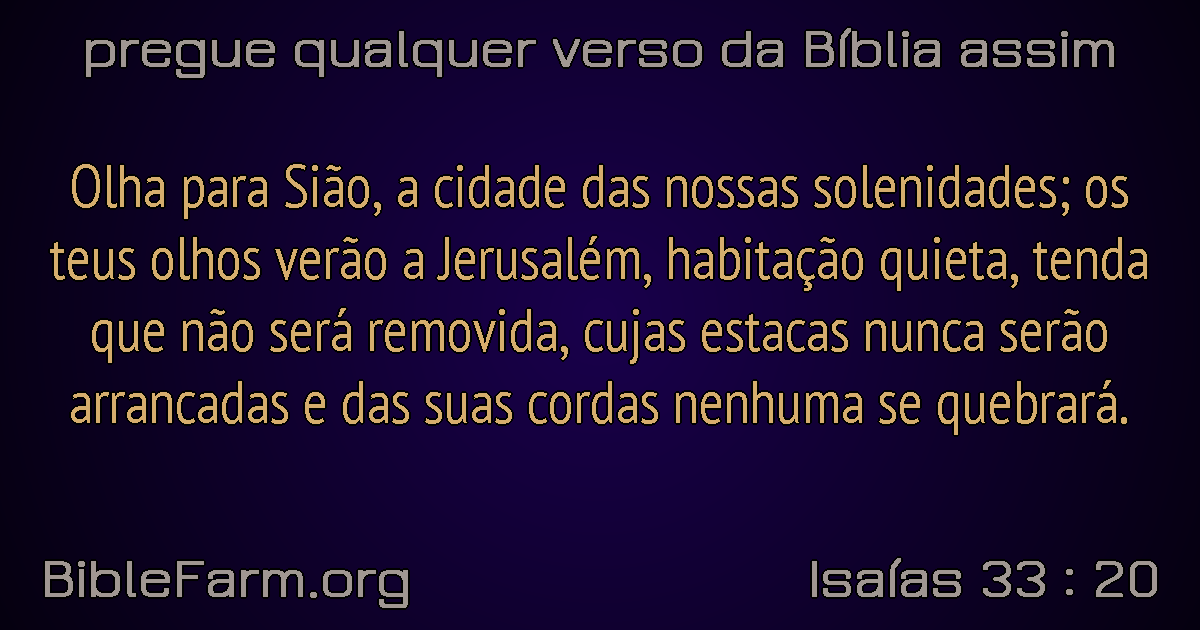 pregue qualquer verso da Bíblia assim
Olha para Sião, a cidade das nossas solenidades; os
teus olhos verão a Jerusalém, habitação quieta, tenda
que não será removida, cujas estacas nunca serão
arrancadas e das suas cordas nenhuma se quebrará.
BibleFarm.org
Isaías 33 : 20